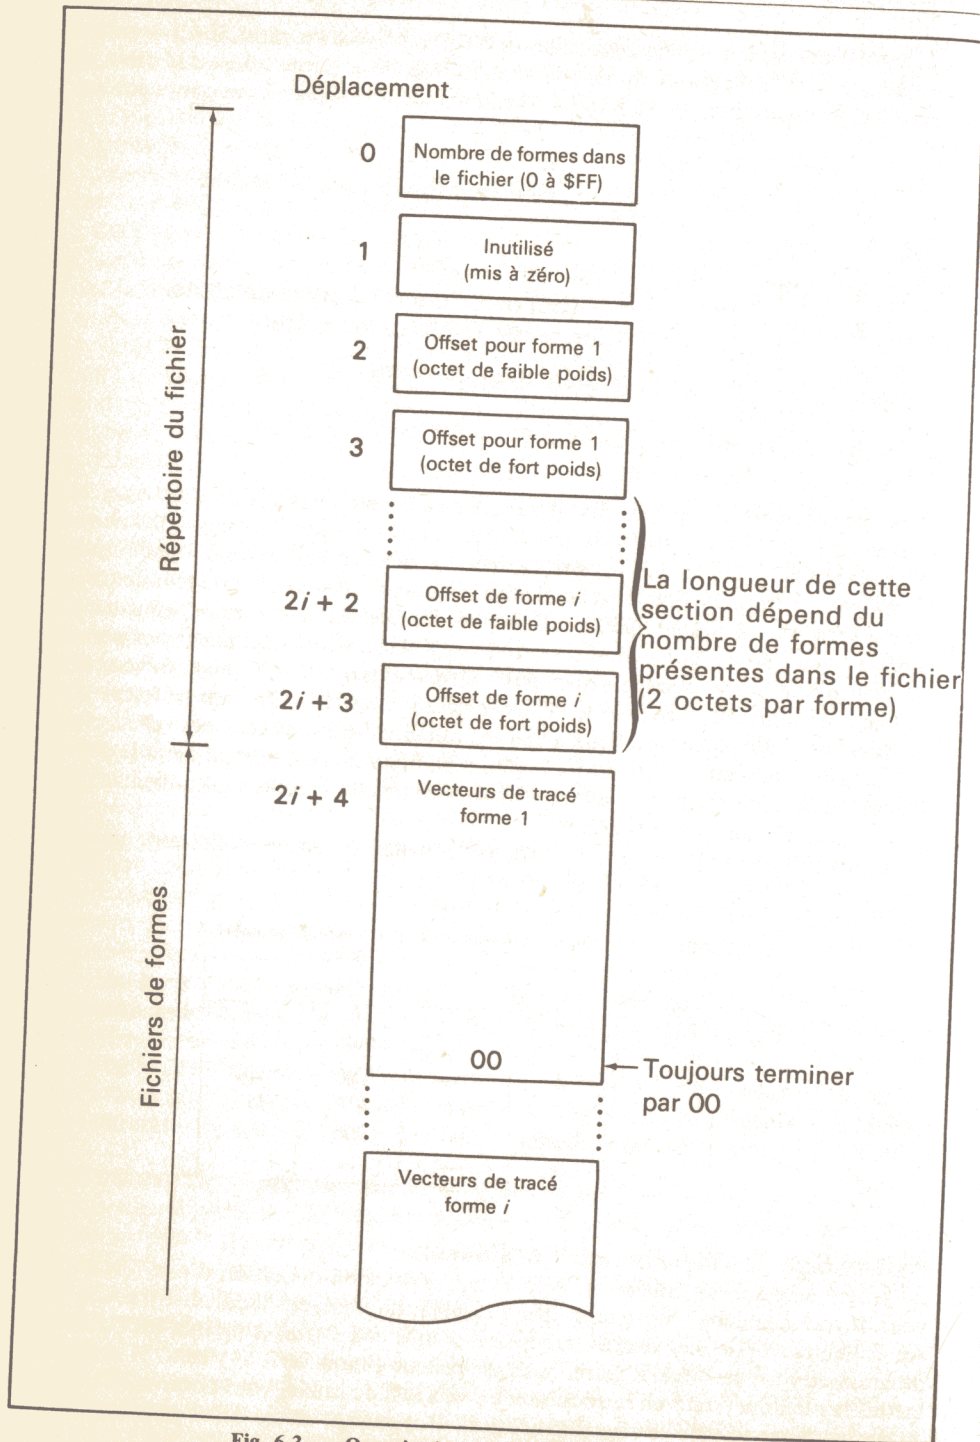 Déplacement
0
Nombre de formes dans
le fichier (0 à $FF)
1
Inutilisé
(mis à zéro)
2
Offset pour forme 1
(octet de faible poids)
3
Offset pour forme 1
(octet de fort poids)
Répertoire du fichier
2i + 2
Offset de forme i
(octet de faible poids)
2i + 3
Offset de forme i
(octet de fort poids)
La longueur de cette
section dépend du
nombre de formes
présentes dans le fichier
(2 octets par forme)
2i + 4
Vecteurs de tracé
forme 1
Fichiers de formes
00
Toujours terminer
par 00
Vecteurs de tracé
forme i
Fig. 6.2